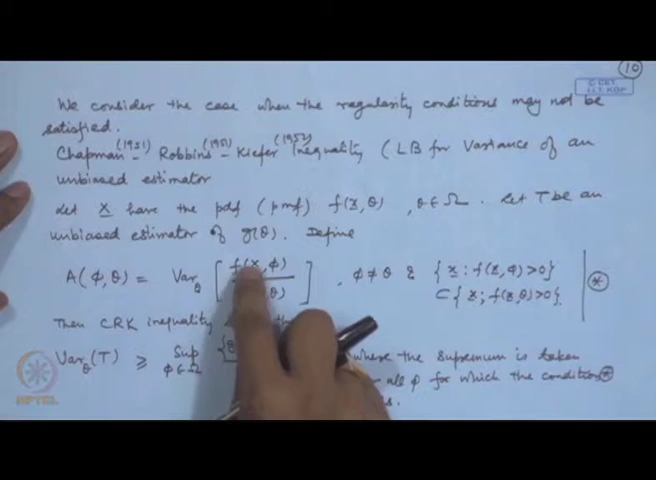 10
We consider the case when the regularity conditions may not be
satisfied.
(1951) (1951) (1952)
Chapman - Robbins - Kiefer Inequality ( LB for Variance of an
unbiased estimator
Let X have the pdf (pmf) f(x, θ) , θ ∈ Ω . Let T be an
unbiased estimator of g(θ). Define
A(φ, θ) = Var_θ [ f(x, φ) / , θ) ] , φ ≠ θ & { x : f(x, φ) > 0 }
⊂ { x ; f(x, θ) > 0 }. *
Then CRK inequality
Var_θ (T) ≥ Sup φ ∈ Ω { where the supremum is taken
all φ for which the condition *
NPTEL